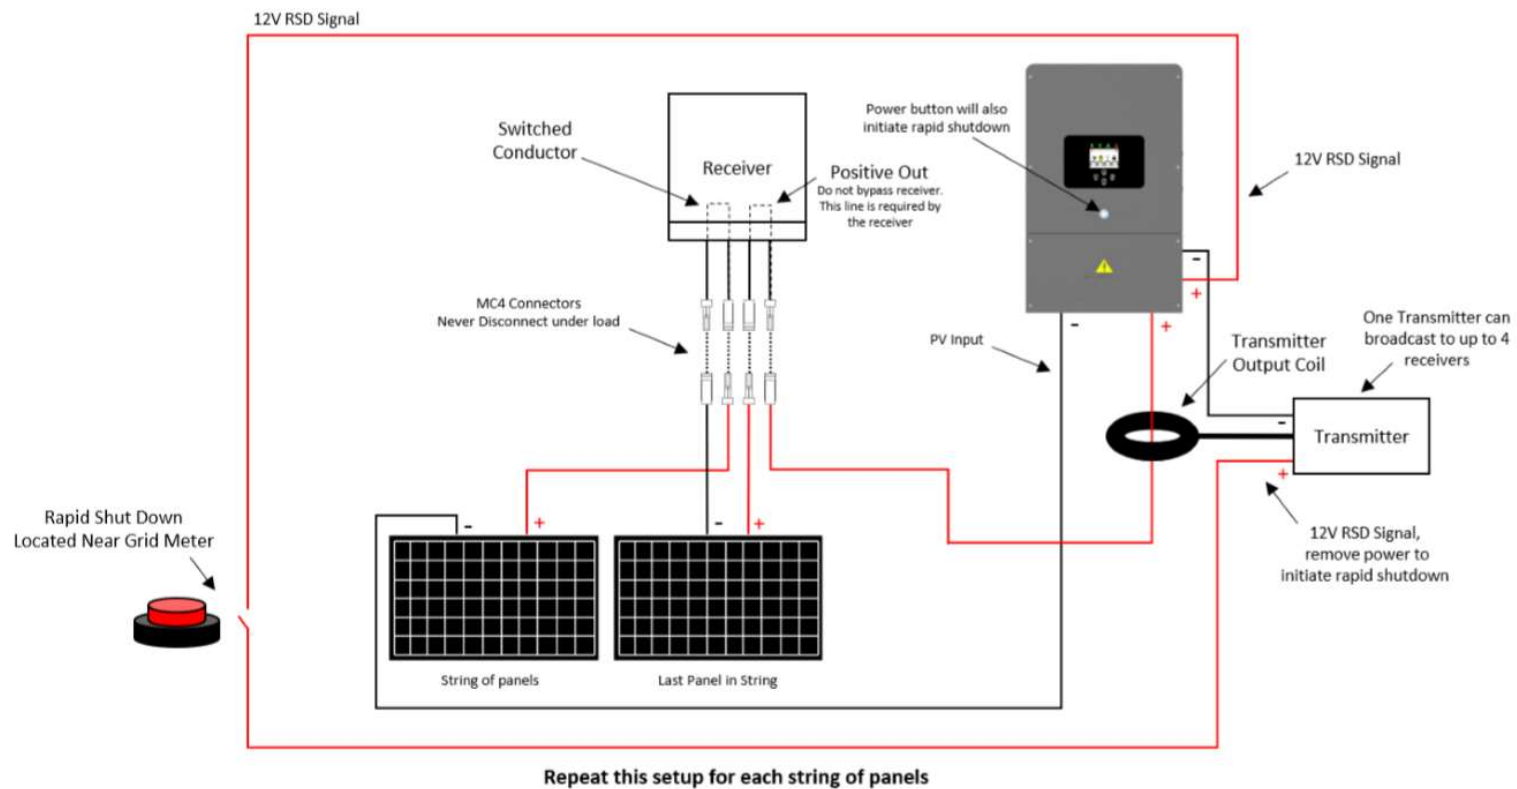 12V RSD Signal
Switched
Conductor
Receiver
Positive Out
Do not bypass receiver.
This line is required by
the receiver
Power button will also
initiate rapid shutdown
12V RSD Signal
-
+
MC4 Connectors
Never Disconnect under load
PV Input
-
+
Transmitter
Output Coil
One Transmitter can
broadcast to up to 4
receivers
-
Transmitter
+
12V RSD Signal,
remove power to
initiate rapid shutdown
Rapid Shut Down
Located Near Grid Meter
-
+
-
+
String of panels
Last Panel in String
Repeat this setup for each string of panels